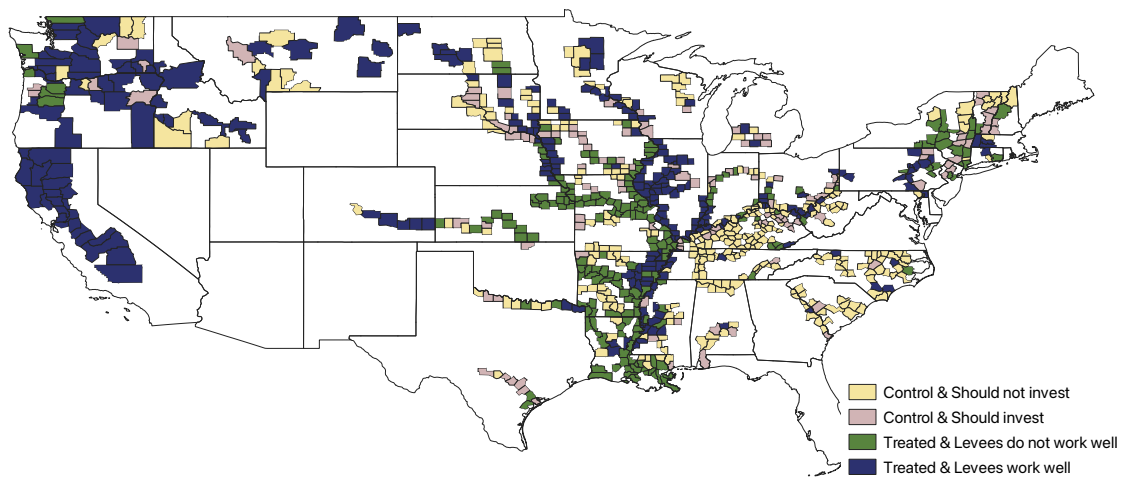 Control & Should not invest
Control & Should invest
Treated & Levees do not work well
Treated & Levees work well